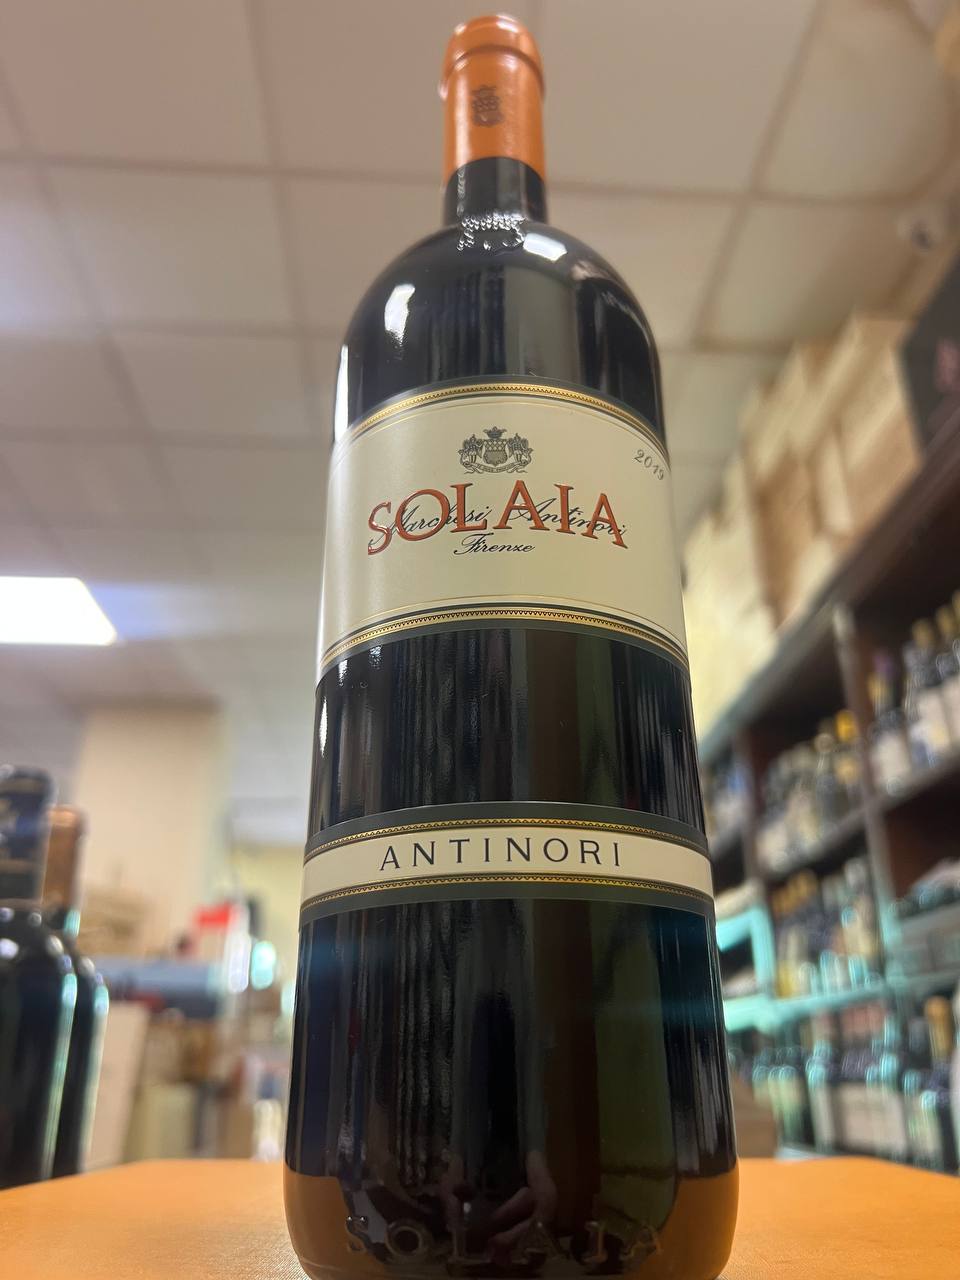 2019
SOLAIA
Marchesi Antinori
Firenze
ANTINORI
SOLAIA